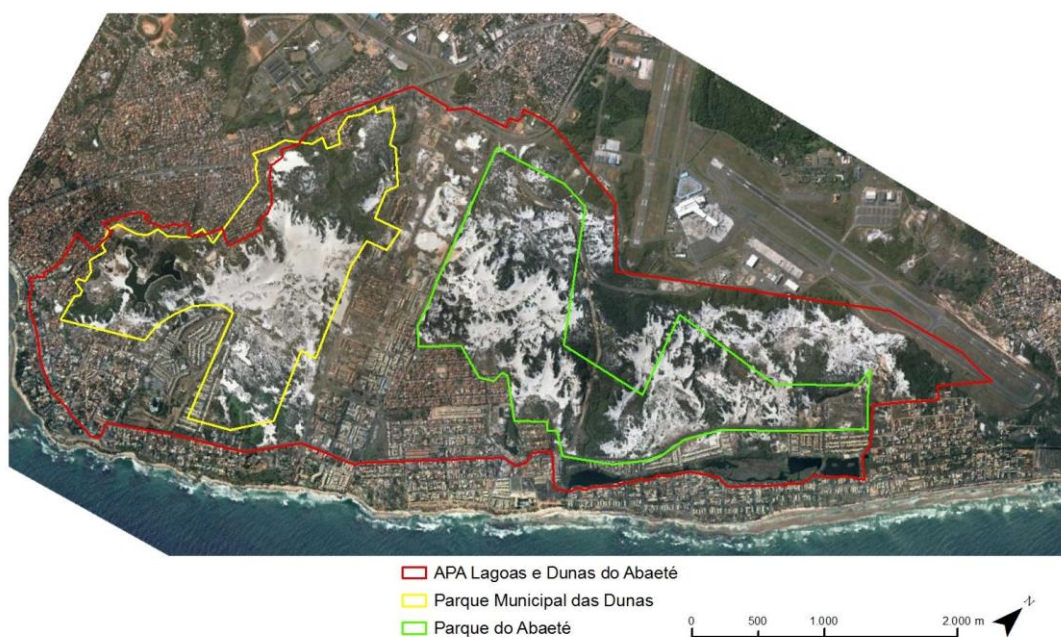 APA Lagoas e Dunas do Abaeté
Parque Municipal das Dunas
Parque do Abaeté
0 500 1.000 2.000 m
N